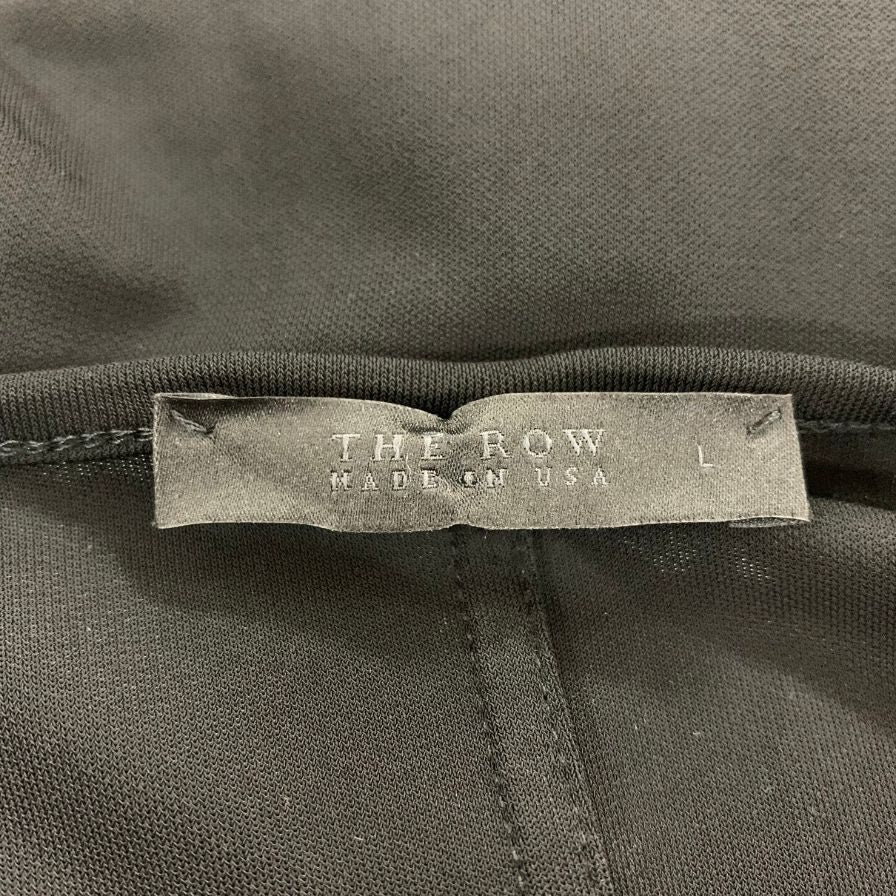 THE ROW
MADE IN USA
L